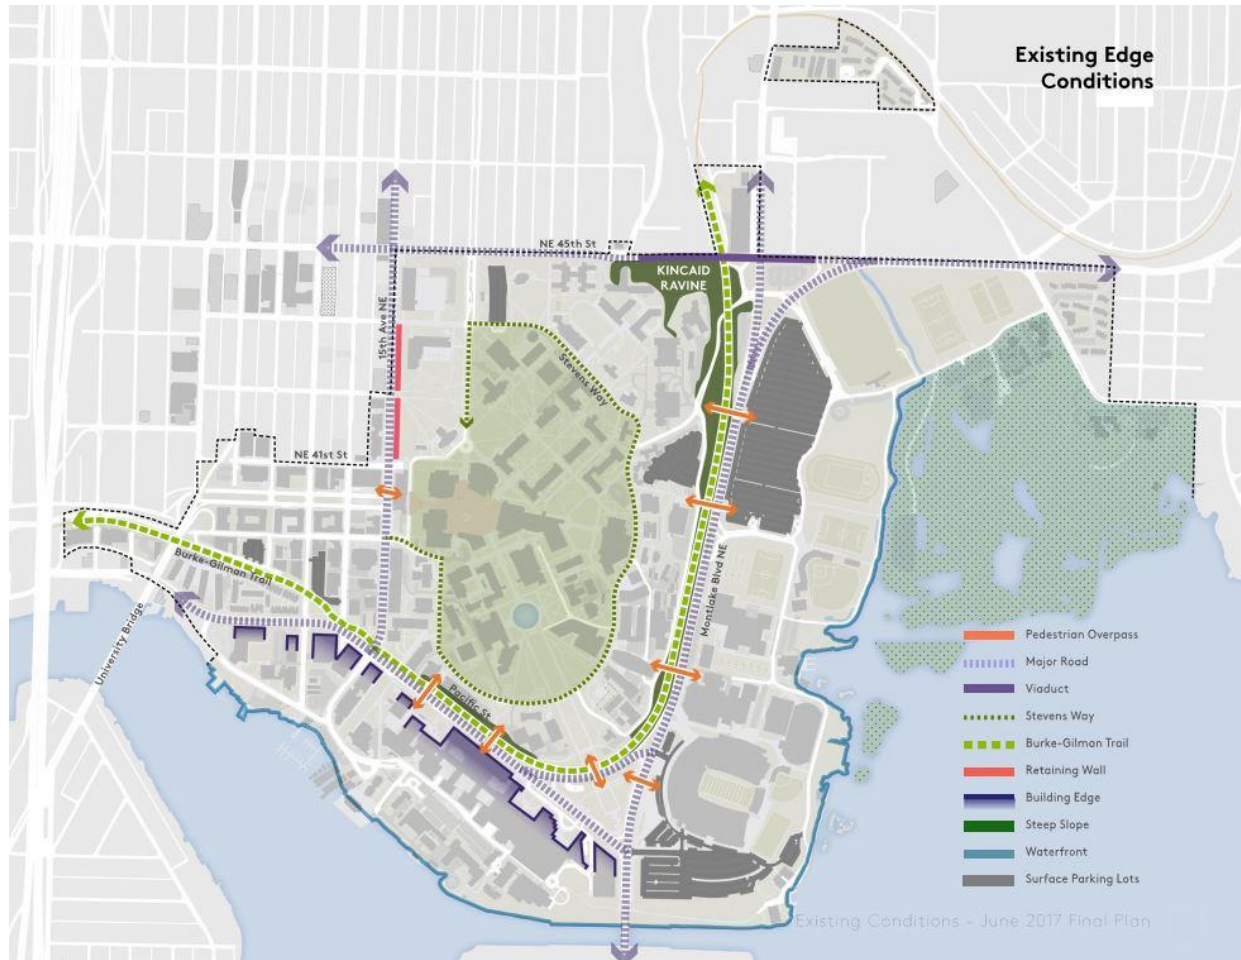 Existing Edge
Conditions
NE 45th St
KINCAID
RAVINE
15th Ave NE
Stevens Way
NE 41st St
Burke-Gilman Trail
University Bridge
Montlake Blvd NE
Pacific St
Pedestrian Overpass
Major Road
Viaduct
Stevens Way
Burke-Gilman Trail
Retaining Wall
Building Edge
Steep Slope
Waterfront
Surface Parking Lots
Existing Conditions - June 2017 Final Plan